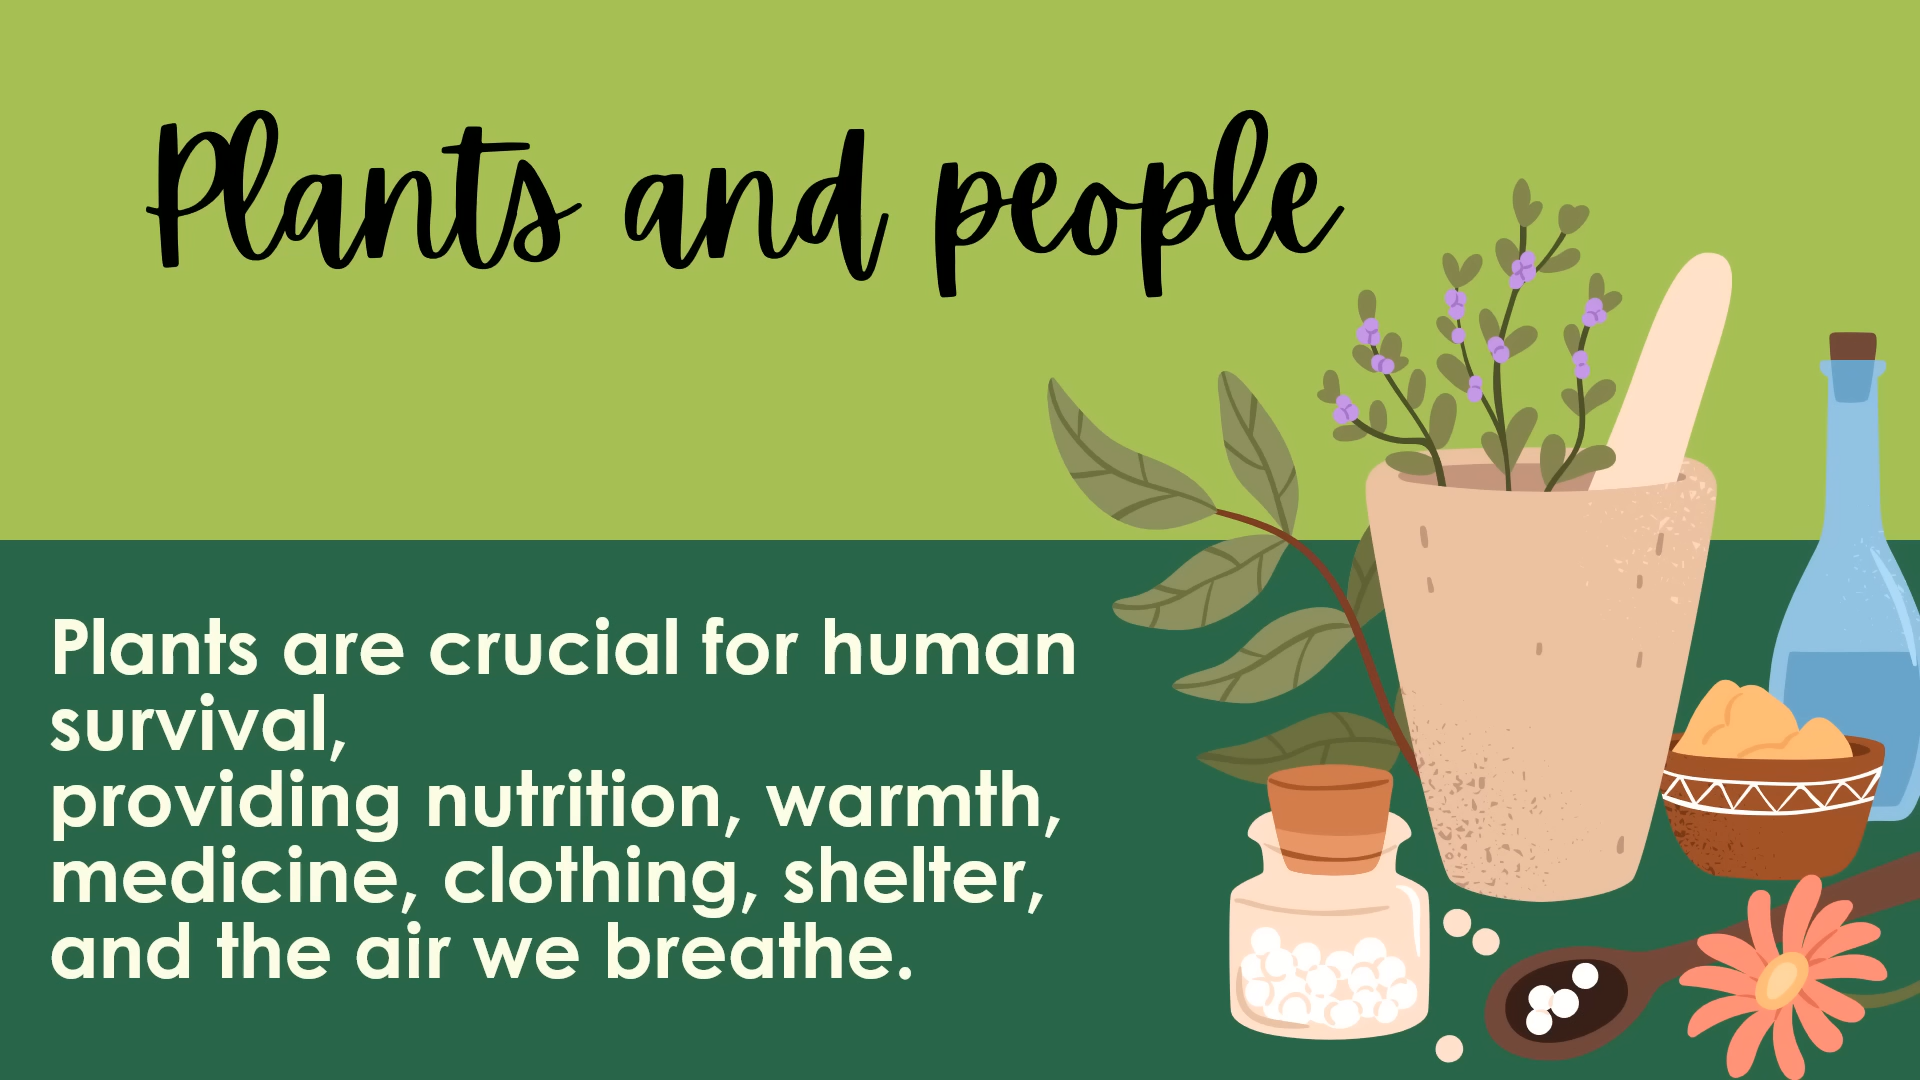 Plants and people
Plants are crucial for human
survival,
providing nutrition, warmth,
medicine, clothing, shelter,
and the air we breathe.